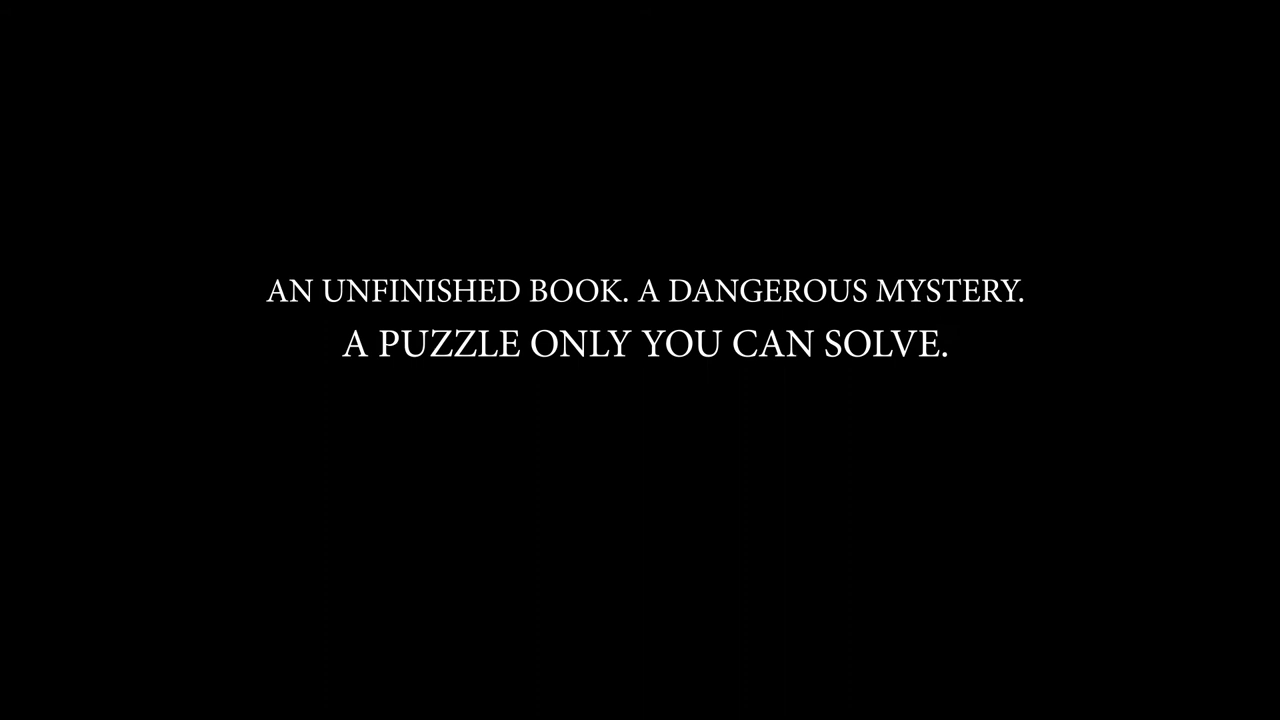 AN UNFINISHED BOOK. A DANGEROUS MYSTERY.
A PUZZLE ONLY YOU CAN SOLVE.